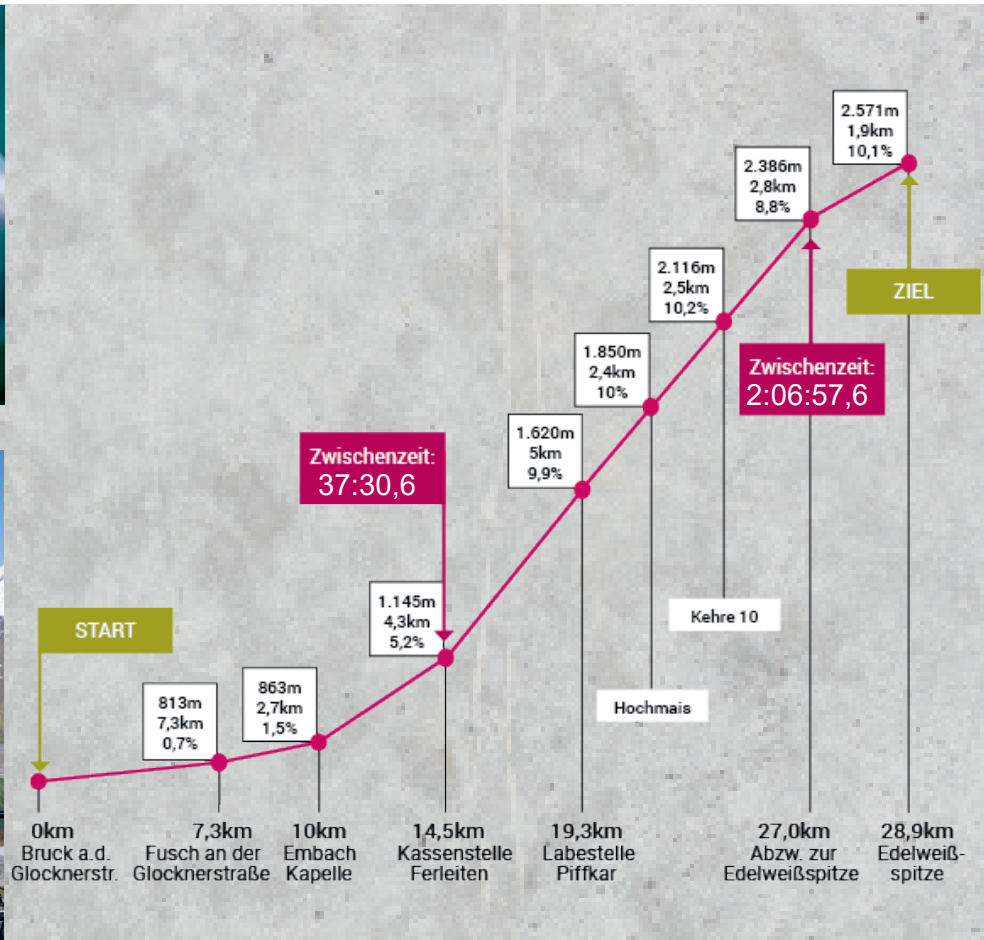 2.571m
1,9km
10,1%
2.386m
2,8km
8,8%
2.116m
2,5km
10,2%
ZIEL
1.850m
2,4km
10%
Zwischenzeit:
2:06:57,6
1.620m
5km
9,9%
Zwischenzeit:
37:30,6
1.145m
4,3km
5,2%
START
Kehre 10
863m
2,7km
1,5%
813m
7,3km
0,7%
Hochmais
0km
Bruck a.d.
Glocknerstr.
7,3km
Fusch an der
Glocknerstraße
10km
Embach
Kapelle
14,5km
Kassenstelle
Ferleiten
19,3km
Labestelle
Piffkar
27,0km
Abzw. zur
Edelweißspitze
28,9km
Edelweiß-
spitze